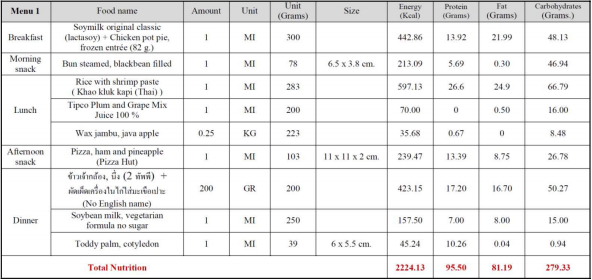 Menu 1 Food name Amount Unit Unit (Grams) Size Energy (Kcal) Protein (Grams) Fat (Grams) Carbohydrates (Grams.)
Breakfast Soymilk original classic (lactasoy) + Chicken pot pie, frozen entrée (82 g.) 1 MI 300 442.86 13.92 21.99 48.13
Morning snack Bun steamed, blackbean filled 1 MI 78 6.5 x 3.8 cm. 213.09 5.69 0.30 46.94
Lunch Rice with shrimp paste ( Khao kluk kapi (Thai) ) 1 MI 283 597.13 26.6 24.9 66.79
Tipco Plum and Grape Mix Juice 100 % 1 MI 200 70.00 0 0.50 16.00
Wax jambu, java apple 0.25 KG 223 35.68 0.67 0 8.48
Afternoon snack Pizza, ham and pineapple (Pizza Hut) 1 MI 103 11 x 11 x 2 cm. 239.47 13.39 8.75 26.78
Dinner ข้าวเจ้ากล้อง, นึ่ง (2 ทัพพี) + ผัดเผ็ดเครื่องในไก่ใส่มะเขือเปราะ (No English name) 200 GR 200 423.15 17.20 16.70 50.27
Soybean milk, vegetarian formula no sugar 1 MI 250 157.50 7.00 8.00 15.00
Toddy palm, cotyledon 1 MI 39 6 x 5.5 cm. 45.24 10.26 0.04 0.94
Total Nutrition 2224.13 95.50 81.19 279.33